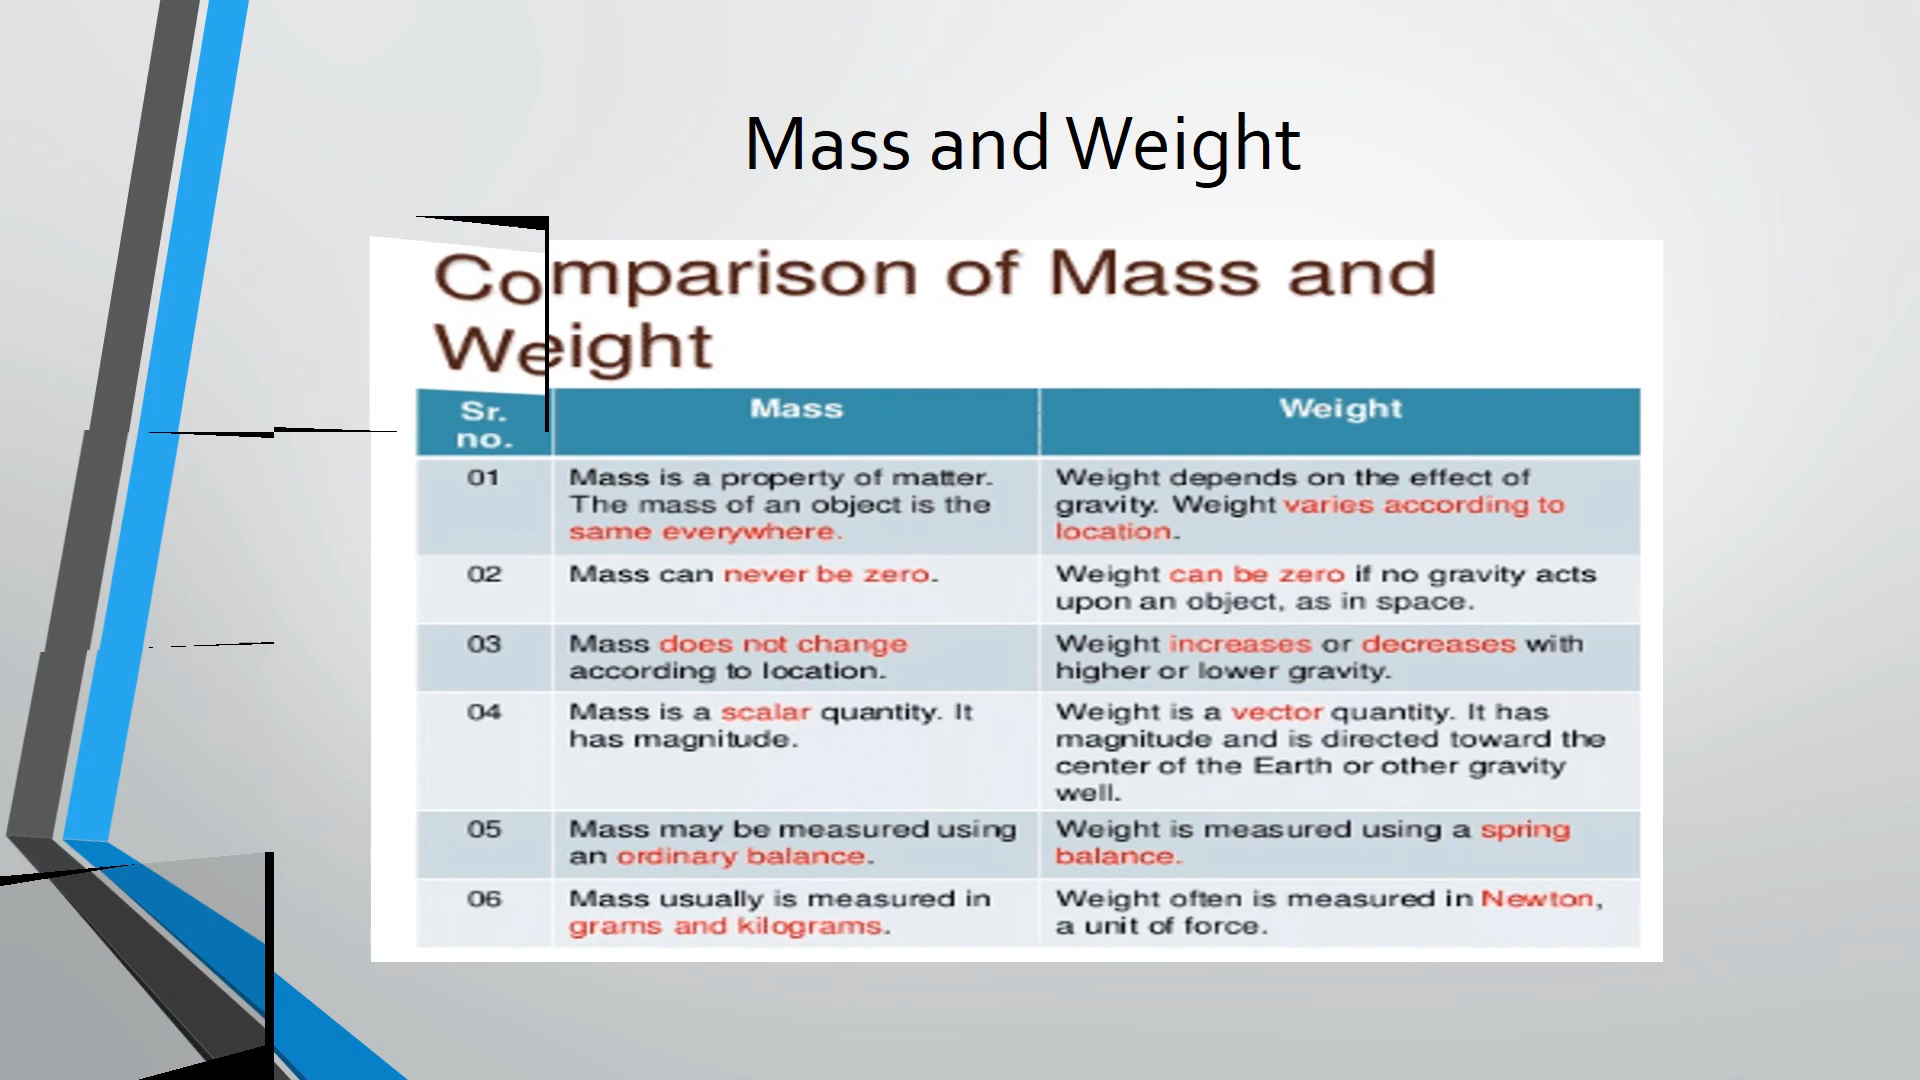 Mass and Weight
Comparison of Mass and
Weight
Sr.
no.
Mass
Weight
01
Mass is a property of matter.
The mass of an object is the
same everywhere.
Weight depends on the effect of
gravity. Weight varies according to
location.
02
Mass can never be zero.
Weight can be zero if no gravity acts
upon an object, as in space.
03
Mass does not change
according to location.
Weight increases or decreases with
higher or lower gravity.
04
Mass is a scalar quantity. It
has magnitude.
Weight is a vector quantity. It has
magnitude and is directed toward the
center of the Earth or other gravity
well.
05
Mass may be measured using
an ordinary balance.
Weight is measured using a spring
balance.
06
Mass usually is measured in
grams and kilograms.
Weight often is measured in Newton,
a unit of force.